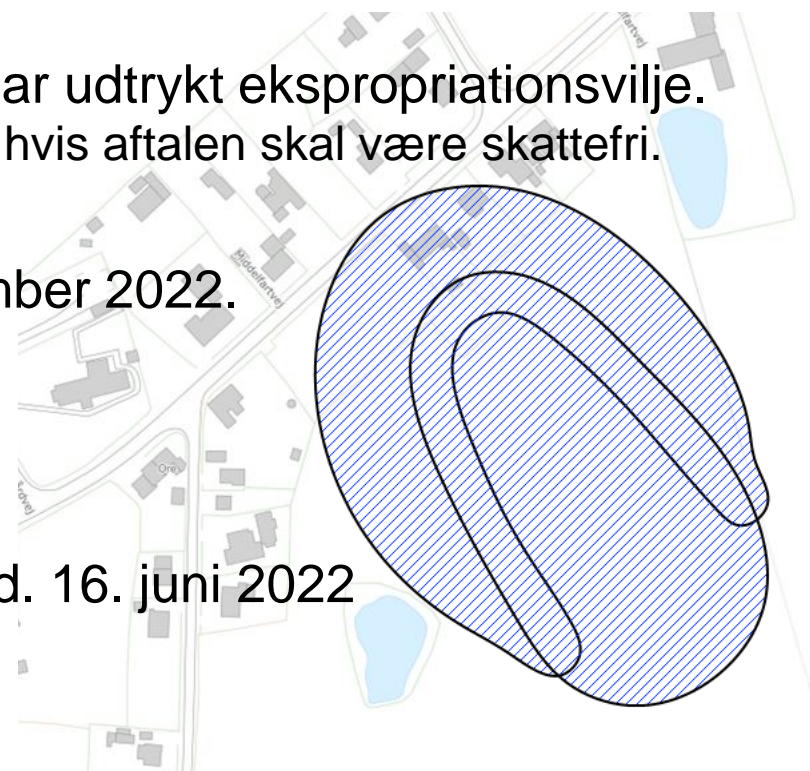 ar udtrykt ekspropriationsvilje.
hvis aftalen skal være skattefri.
Middelfartvej
nber 2022.
Ore
d. 16. juni 2022